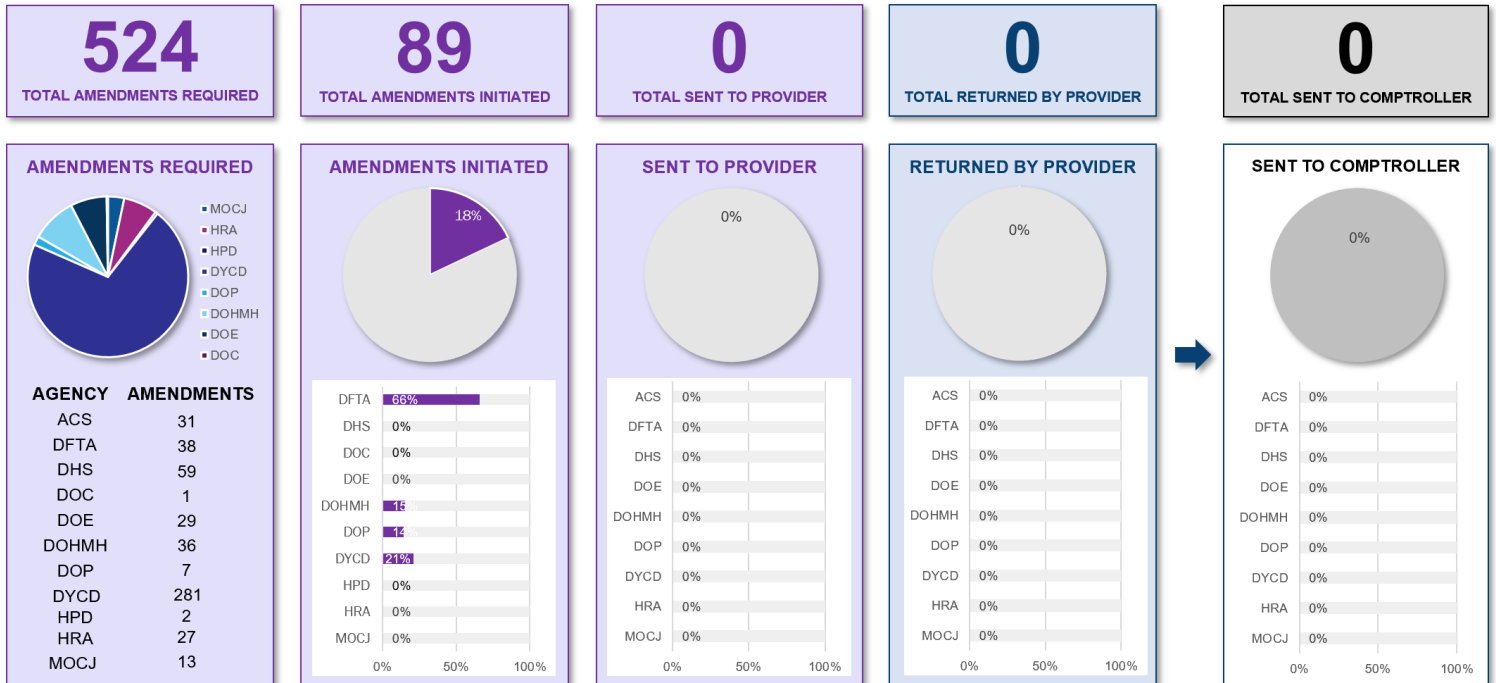 524
TOTAL AMENDMENTS REQUIRED
89
TOTAL AMENDMENTS INITIATED
0
TOTAL SENT TO PROVIDER
0
TOTAL RETURNED BY PROVIDER
0
TOTAL SENT TO COMPTROLLER
AMENDMENTS REQUIRED
MOCJ
HRA
HPD
DYCD
DOP
DOHMH
DOE
DOC
AGENCY AMENDMENTS
ACS 31
DFTA 38
DHS 59
DOC 1
DOE 29
DOHMH 36
DOP 7
DYCD 281
HPD 2
HRA 27
MOCJ 13
AMENDMENTS INITIATED
18%
DFTA 66%
DHS 0%
DOC 0%
DOE 0%
DOHMH 15%
DOP 14%
DYCD 21%
HPD 0%
HRA 0%
MOCJ 0%
0% 50% 100%
SENT TO PROVIDER
0%
ACS 0%
DFTA 0%
DHS 0%
DOE 0%
DOHMH 0%
DOP 0%
DYCD 0%
HRA 0%
MOCJ 0%
0% 50% 100%
RETURNED BY PROVIDER
0%
ACS 0%
DFTA 0%
DHS 0%
DOE 0%
DOHMH 0%
DOP 0%
DYCD 0%
HRA 0%
MOCJ 0%
0% 50% 100%
SENT TO COMPTROLLER
0%
ACS 0%
DFTA 0%
DHS 0%
DOE 0%
DOHMH 0%
DOP 0%
DYCD 0%
HRA 0%
MOCJ 0%
0% 50% 100%